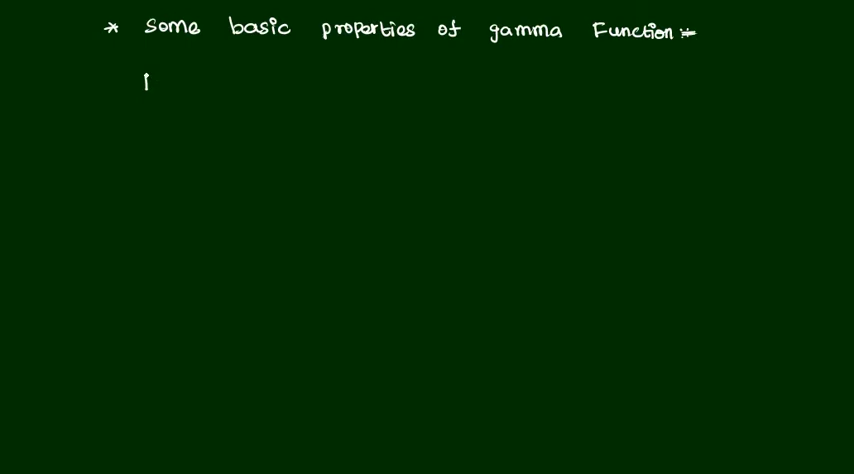 * Some basic properties of gamma Function :-